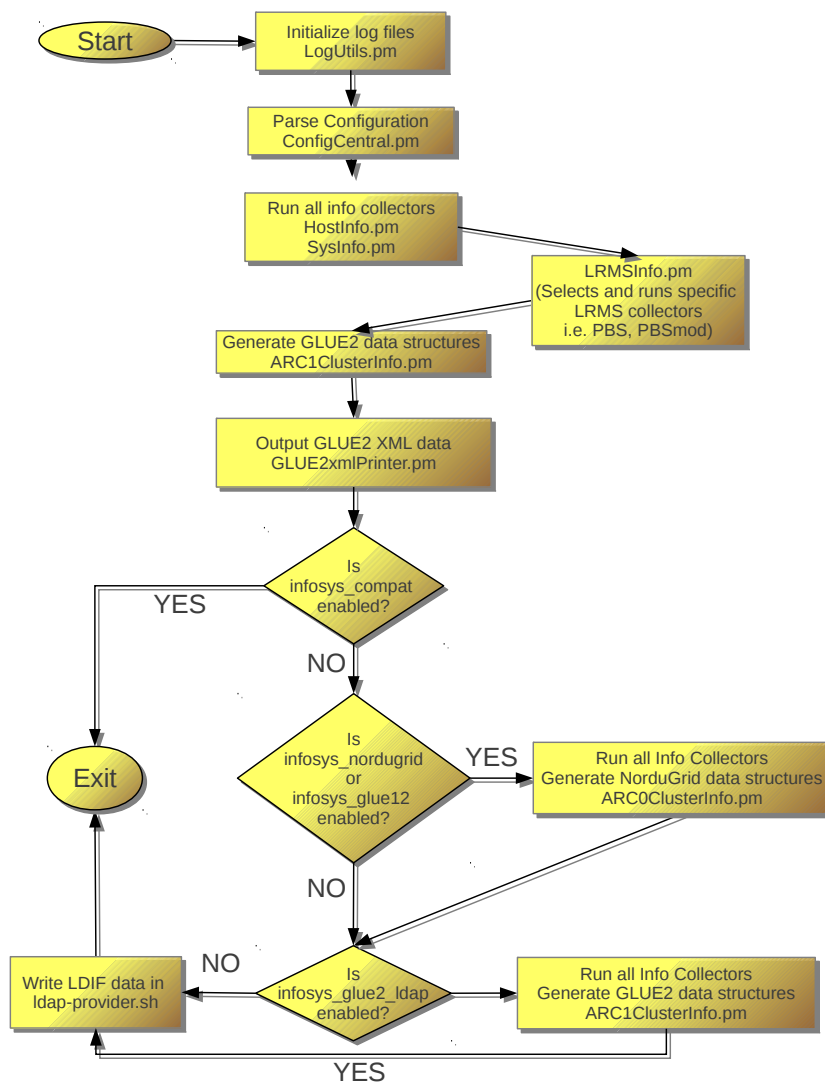 Start
Initialize log files
LogUtils.pm
Parse Configuration
ConfigCentral.pm
Run all info collectors
HostInfo.pm
SysInfo.pm
LRMSInfo.pm
(Selects and runs specific
LRMS collectors
i.e. PBS, PBSmod)
Generate GLUE2 data structures
ARC1ClusterInfo.pm
Output GLUE2 XML data
GLUE2xmlPrinter.pm
Is
infosys_compat
enabled?
YES
NO
Exit
Is
infosys_nordugrid
or
infosys_glue12
enabled?
YES
Run all Info Collectors
Generate NorduGrid data structures
ARC0ClusterInfo.pm
NO
Is
infosys_glue2_ldap
enabled?
NO
Write LDIF data in
ldap-provider.sh
Run all Info Collectors
Generate GLUE2 data structures
ARC1ClusterInfo.pm
YES